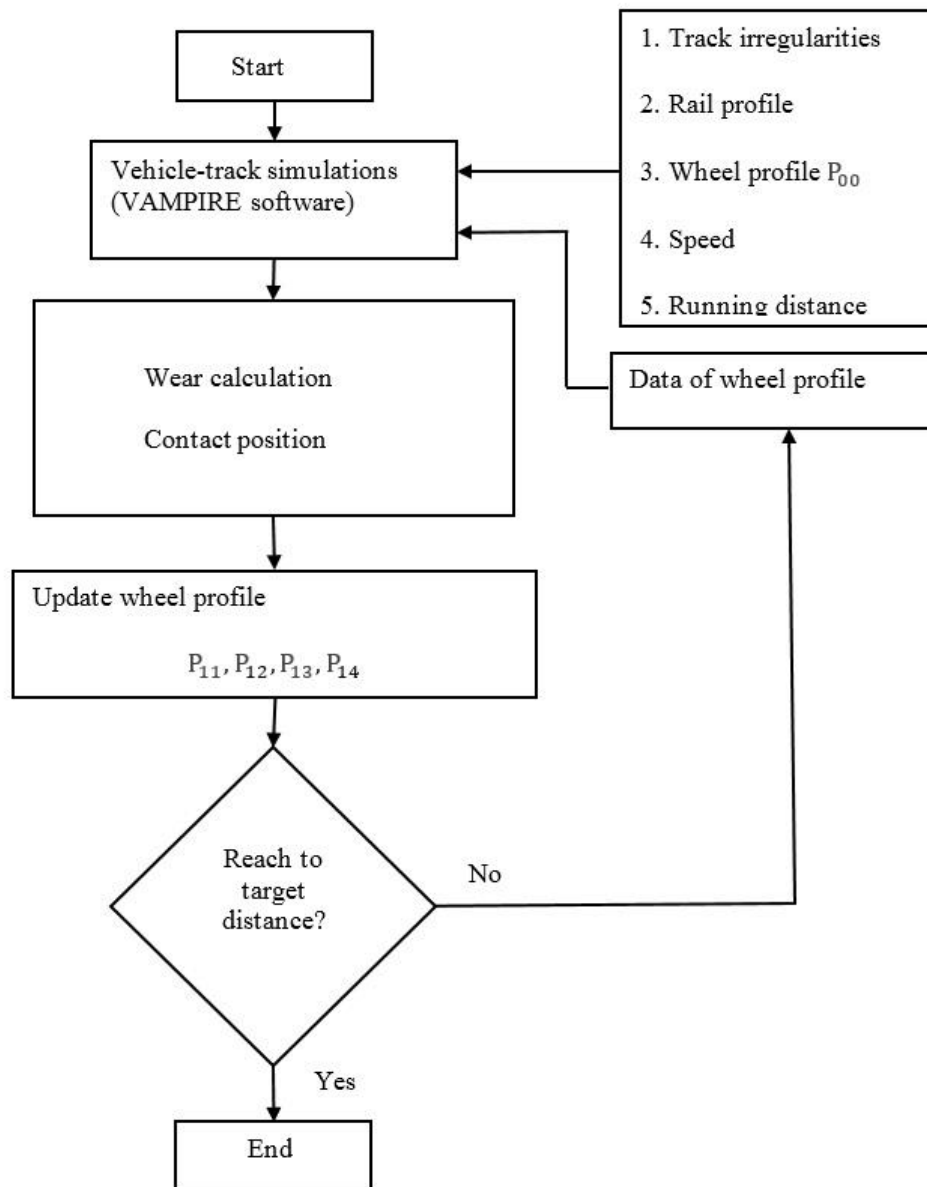 Start
1. Track irregularities
2. Rail profile
3. Wheel profile P₀₀
4. Speed
5. Running distance
Vehicle-track simulations
(VAMPIRE software)
Data of wheel profile
Wear calculation
Contact position
Update wheel profile
P₁₁, P₁₂, P₁₃, P₁₄
Reach to
target
distance?
No
Yes
End